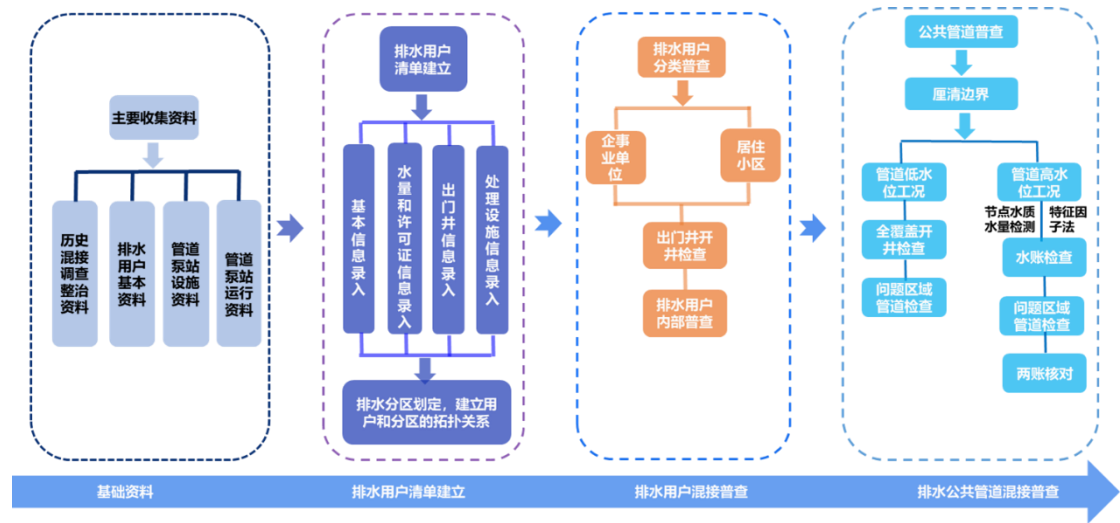 主要收集资料
历史
混接
调查
整治
资料
排水
用户
基本
资料
管道
泵站
设施
资料
管道
泵站
运行
资料
排水用户
清单建立
基本信息录入
水量和许可证信息录入
出门井信息录入
处理设施信息录入
排水分区划定，建立用
户和分区的拓扑关系
排水用户
分类普查
企事
业单
位
居住
小区
出门井开
井检查
排水用户
内部普查
公共管道普查
厘清边界
管道低水
位工况
全覆盖开
井检查
问题区域
管道检查
管道高水
位工况
节点水质
水量检测
特征因
子法
水账检查
问题区域
管道检查
两账核对
基础资料
排水用户清单建立
排水用户混接普查
排水公共管道混接普查